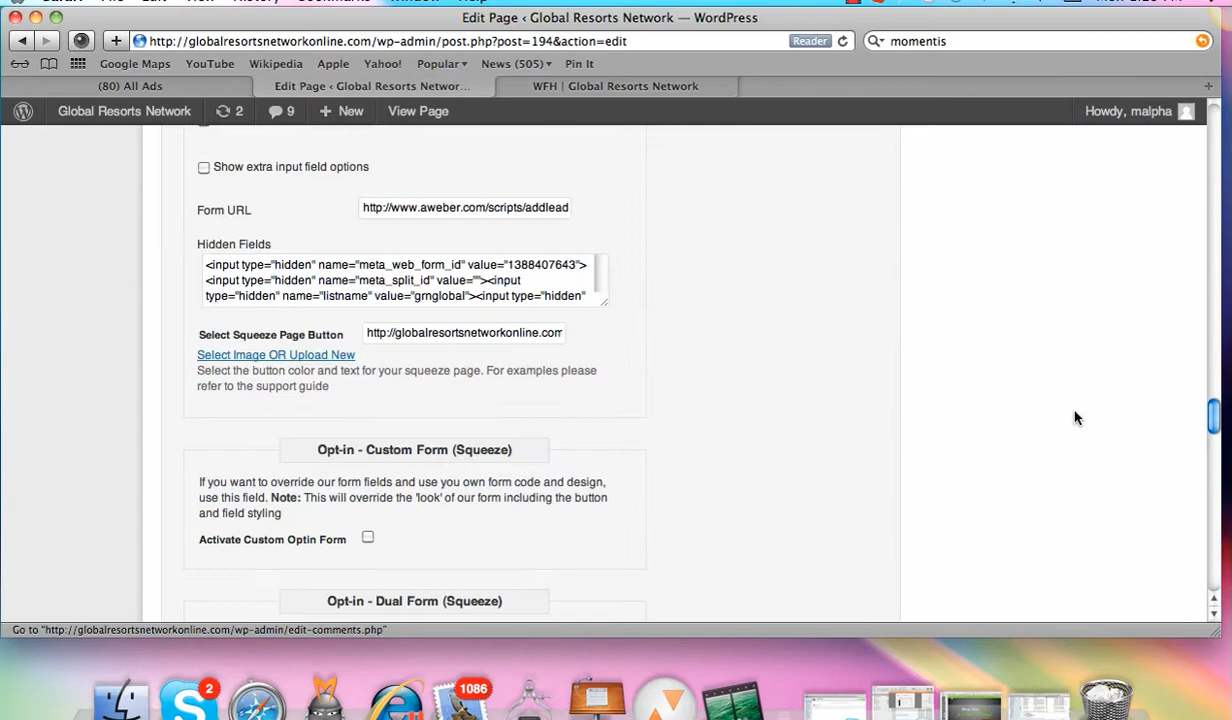 Edit Page ‹ Global Resorts Network — WordPress
http://globalresortsnetworkonline.com/wp-admin/post.php?post=194&action=edit
Reader
momentis
Google Maps YouTube Wikipedia Apple Yahoo! Popular News (505) Pin It
(80) All Ads
Edit Page ‹ Global Resorts Networ...
WFH | Global Resorts Network
Global Resorts Network 2 9 New View Page
Howdy, malpha
Show extra input field options
Form URL
http://www.aweber.com/scripts/addlead
Hidden Fields
<input type="hidden" name="meta_web_form_id" value="1388407643">
<input type="hidden" name="meta_split_id" value=""><input
type="hidden" name="listname" value="grnglobal"><input type="hidden"
Select Squeeze Page Button
http://globalresortsnetworkonline.com
Select Image OR Upload New
Select the button color and text for your squeeze page. For examples please
refer to the support guide
Opt-in - Custom Form (Squeeze)
If you want to override our form fields and use you own form code and design,
use this field. Note: This will override the 'look' of our form including the button
and field styling
Activate Custom Optin Form
Opt-in - Dual Form (Squeeze)
Go to "http://globalresortsnetworkonline.com/wp-admin/edit-comments.php"
2
1086